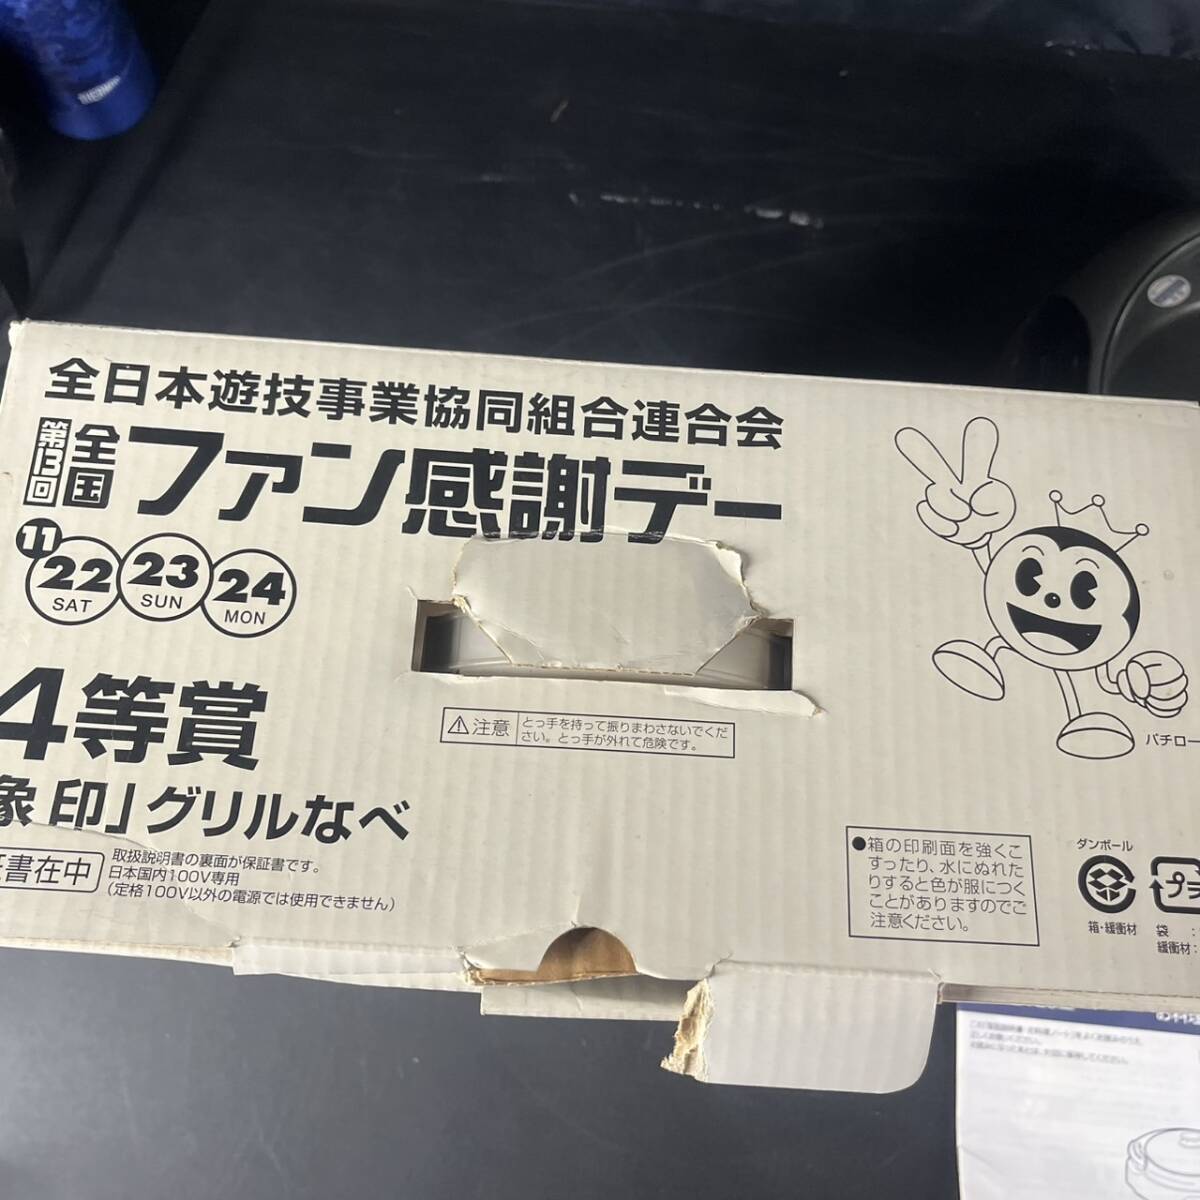 THERMOS
全日本遊技事業協同組合連合会
第13回 全国 ファン感謝デー
11 22 SAT 23 SUN 24 MON
4等賞
象印」グリルなべ
証書在中
取扱説明書の裏面が保証書です。
日本国内100V専用
(定格100V以外の電源では使用できません)
注意
とっ手を持って振りまわさないでくだ
さい。とっ手が外れて危険です。
パチロー
●箱の印刷面を強くこ
すったり、水にぬれた
りすると色が服につく
ことがありますのでご
注意ください。
ダンボール
箱・緩衝材
プラ
袋 :
緩衝材: